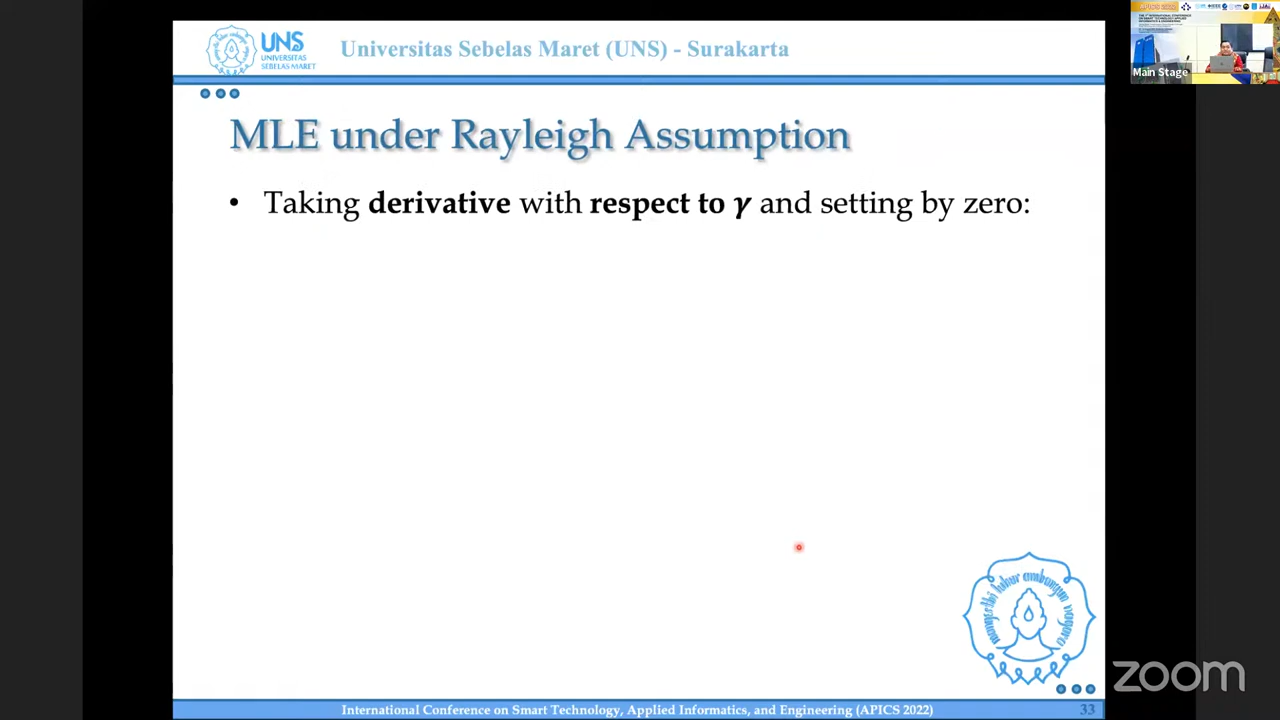 UNS
UNIVERSITAS
SEBELAS MARET
Universitas Sebelas Maret (UNS) - Surakarta
Main Stage
MLE under Rayleigh Assumption
• Taking derivative with respect to γ and setting by zero:
zoom
International Conference on Smart Technology, Applied Informatics, and Engineering (APICS 2022)
33